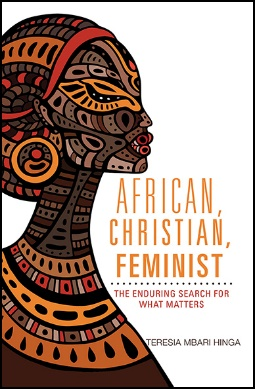 AFRICAN,
CHRISTIAN,
FEMINIST
THE ENDURING SEARCH FOR
WHAT MATTERS
TERESIA MBARI HINGA